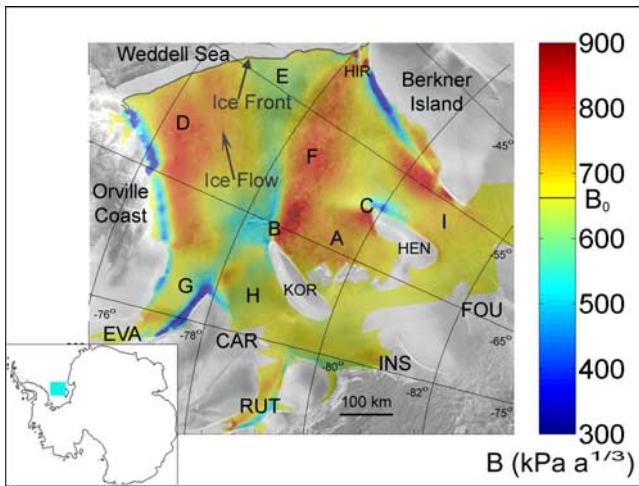 Weddell Sea
Berkner
Island
HIR
E
Ice Front
D
F
Ice Flow
Orville
Coast
C
I
B
A
HEN
G
H
KOR
FOU
EVA
CAR
INS
RUT
100 km
-45°
-55°
-65°
-75°
-76°
-78°
-80°
-82°
900
800
700
B₀
600
500
400
300
B (kPa a^1/3)